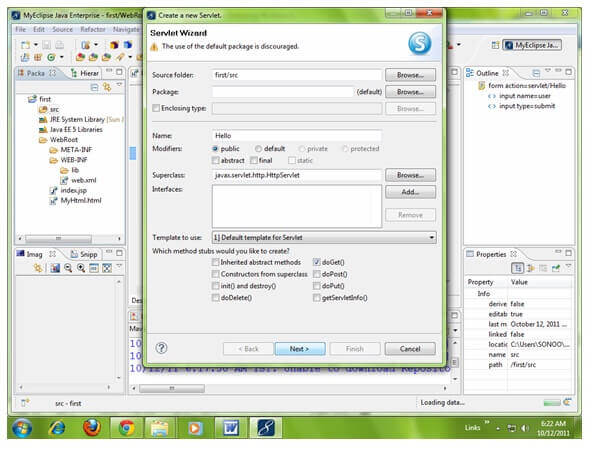 MyEclipse Java Enterprise - first/WebRo
File Edit Source Refactor Navigate
MyEclipse Ja...
Packa
Hierar
first
src
JRE System Library [Sun J
Java EE 5 Libraries
WebRoot
META-INF
WEB-INF
lib
web.xml
index.jsp
MyHtml.html
Imag
Snipp
Create a new Servlet.
Servlet Wizard
The use of the default package is discouraged.
Source folder: first/src Browse...
Package: (default) Browse...
Enclosing type: Browse...
Name: Hello
Modifiers: public default private protected
abstract final static
Superclass: javax.servlet.http.HttpServlet Browse...
Interfaces: Add...
Remove
Template to use: 1] Default template for Servlet
Which method stubs would you like to create?
Inherited abstract methods doGet()
Constructors from superclass doPost()
init() and destroy() doPut()
doDelete() getServletInfo()
< Back Next > Finish Cancel
Des
Mav
Outline
form action=servlet/Hello
input name=user
input type=submit
Properties
Property Value
Info
derive false
editab true
last m October 12, 2011 ...
linked false
locatic C:\Users\SONOO\...
name src
path /first/src
src - first
Loading data...
Links
6:22 AM
10/12/2011